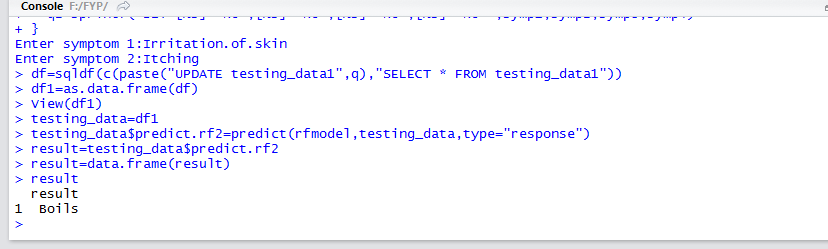 Console F:/FYP/
+ }
Enter symptom 1:Irritation.of.skin
Enter symptom 2:Itching
> df=sqldf(c(paste("UPDATE testing_data1",q),"SELECT * FROM testing_data1"))
> df1=as.data.frame(df)
> View(df1)
> testing_data=df1
> testing_data$predict.rf2=predict(rfmodel,testing_data,type="response")
> result=testing_data$predict.rf2
> result=data.frame(result)
> result
  result
1  Boils
>